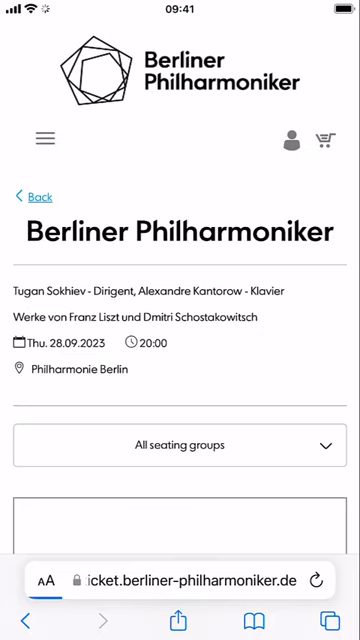 09:41
Berliner
Philharmoniker
Back
Berliner Philharmoniker
Tugan Sokhiev - Dirigent, Alexandre Kantorow - Klavier
Werke von Franz Liszt und Dmitri Schostakowitsch
Thu. 28.09.2023 20:00
Philharmonie Berlin
All seating groups
AA icket.berliner-philharmoniker.de